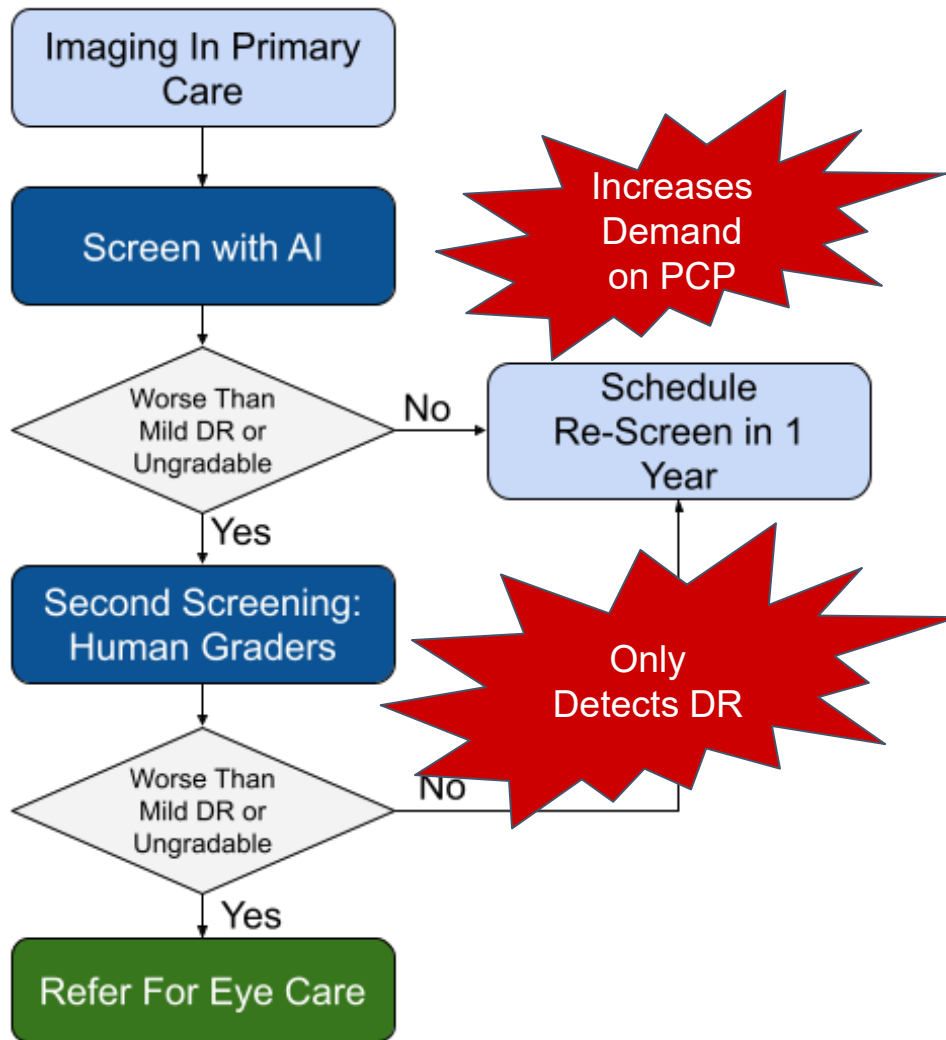 Imaging In Primary
Care
Screen with AI
Increases
Demand
on PCP
Worse Than
Mild DR or
Ungradable
No
Schedule
Re-Screen in 1
Year
Yes
Second Screening:
Human Graders
Only
Detects DR
Worse Than
Mild DR or
Ungradable
No
Yes
Refer For Eye Care